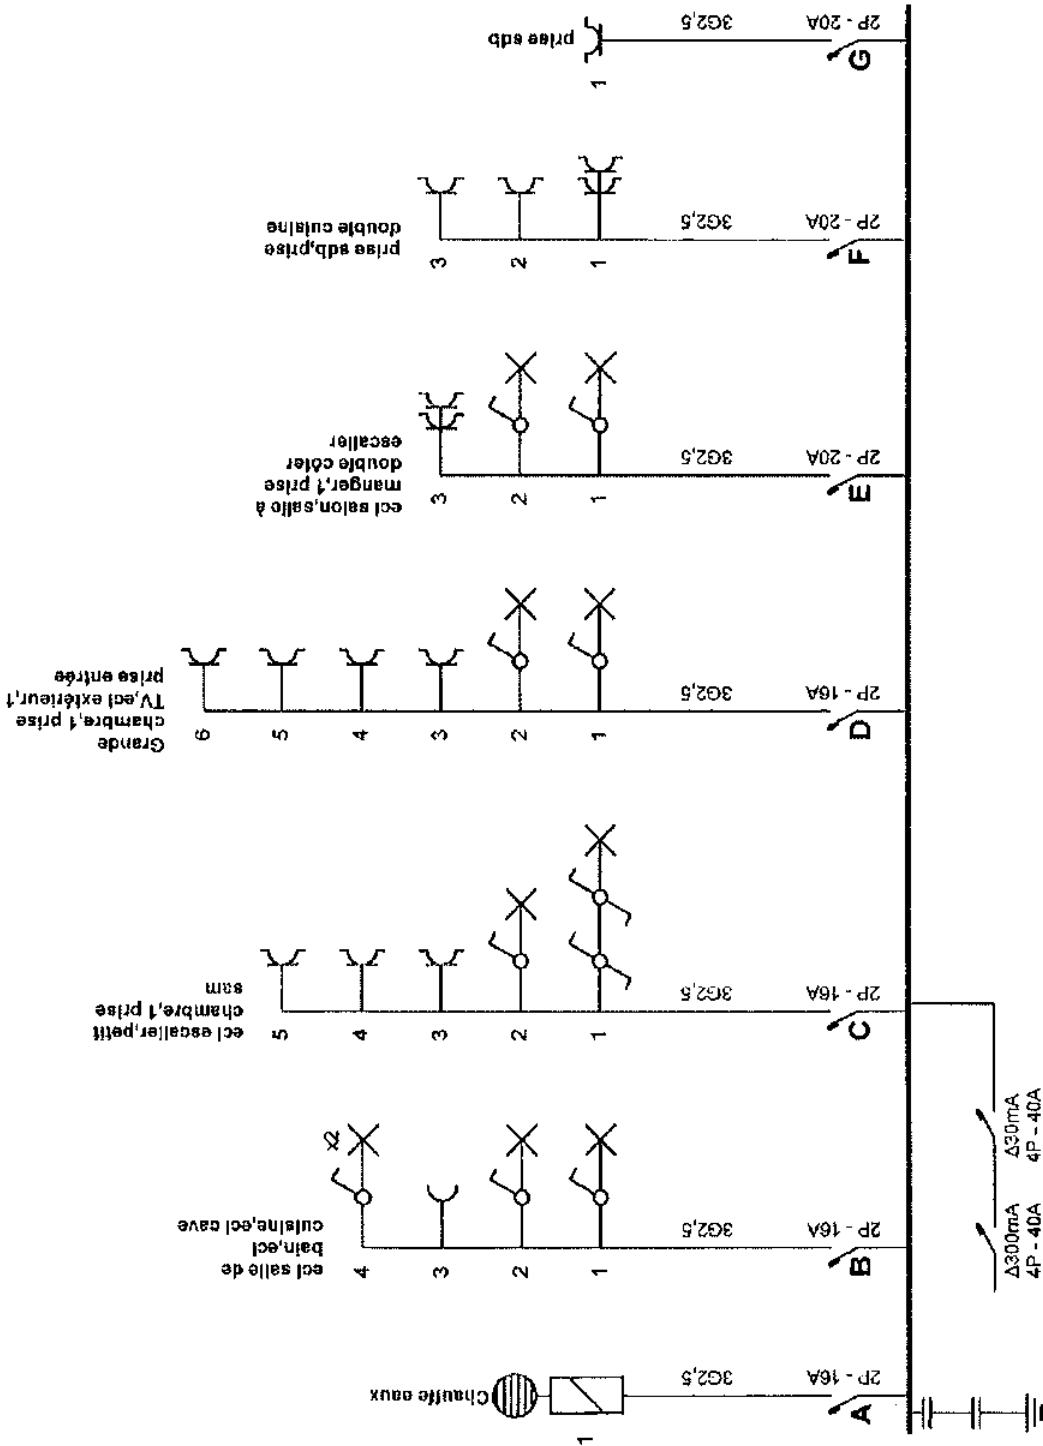 Chauffe eaux
1
3G2,5
2P - 16A
A
ecl salle de
bain,ecl
cuisine,ecl cave
x2
4
3
2
1
3G2,5
2P - 16A
B
ecl escalier,petit
chambre,1 prise
sam
5
4
3
2
1
3G2,5
2P - 16A
C
Grande
chambre,1 prise
TV,ecl extérieur,1
prise entrée
6
5
4
3
2
1
3G2,5
2P - 16A
D
ecl salon,salle à
manger,1 prise
double côter
escalier
3
2
1
3G2,5
2P - 20A
E
prise sdb,prise
double cuisine
3
2
1
3G2,5
2P - 20A
F
prise sdb
1
3G2,5
2P - 20A
G
Δ300mA
4P - 40A
Δ30mA
4P - 40A